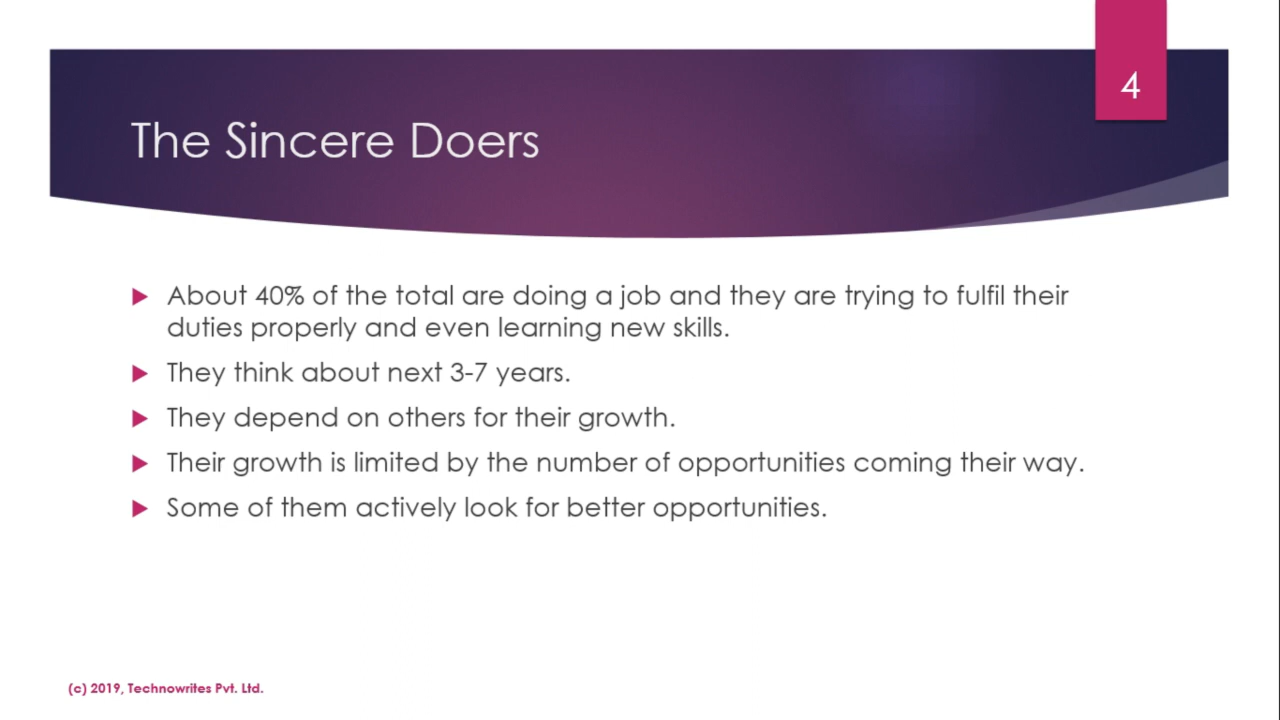 4
The Sincere Doers
About 40% of the total are doing a job and they are trying to fulfil their
duties properly and even learning new skills.
They think about next 3-7 years.
They depend on others for their growth.
Their growth is limited by the number of opportunities coming their way.
Some of them actively look for better opportunities.
(c) 2019, Technowrites Pvt. Ltd.